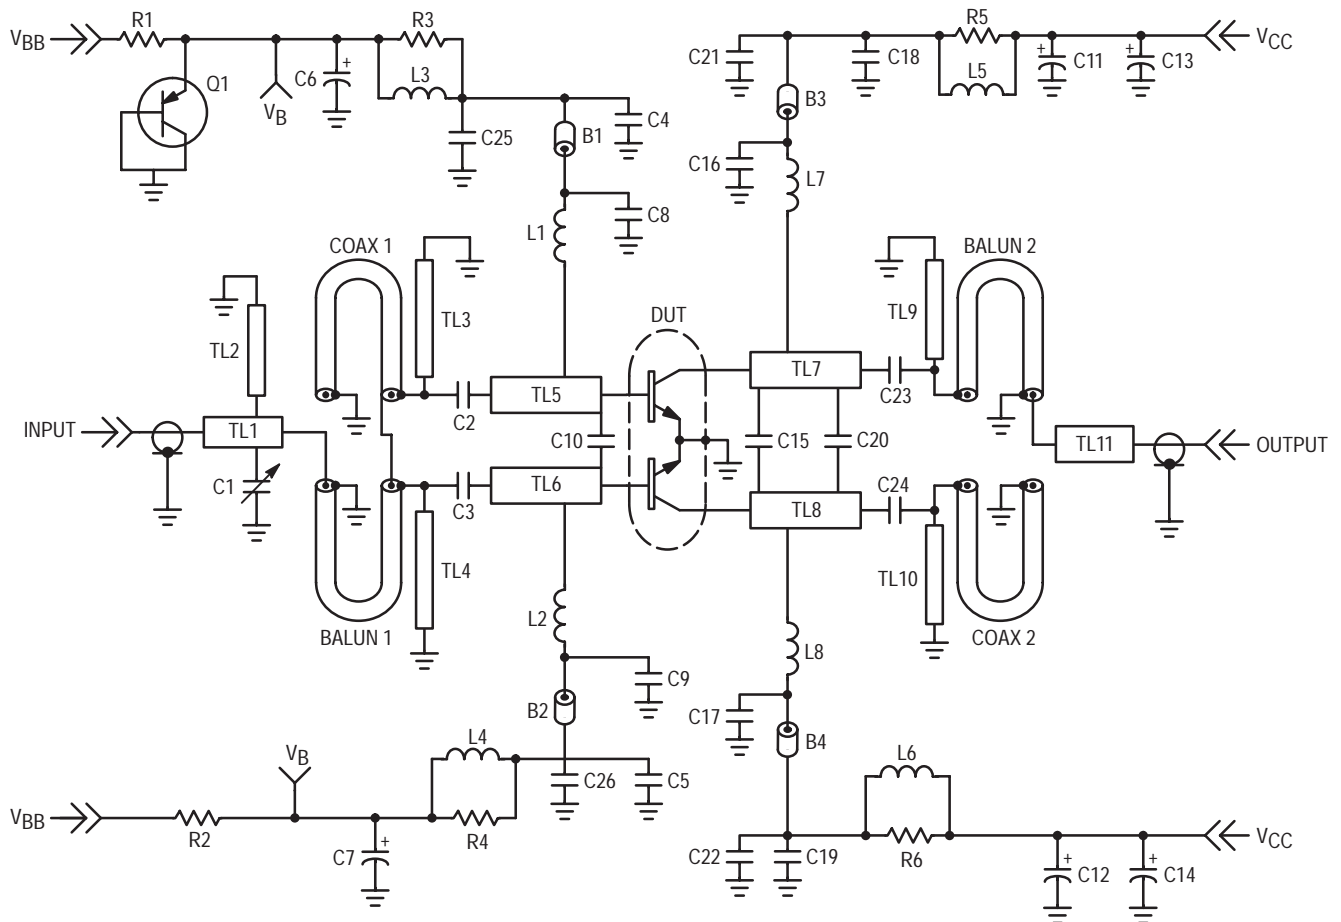 VBB
R1
R3
R5
VCC
C21
C18
C11
C13
L5
Q1
C6
VB
L3
C4
C25
B1
B3
C16
L7
C8
L1
COAX 1
BALUN 2
TL3
TL9
TL2
DUT
TL5
TL7
C23
C2
INPUT
TL1
C10
C15
C20
TL11
OUTPUT
C1
TL6
TL8
C24
C3
TL4
TL10
BALUN 1
COAX 2
L2
L8
C9
C17
B2
B4
L4
L6
VB
C26
C5
VBB
R2
R4
C7
C22
C19
R6
VCC
C12
C14
+
+
+
+
+
+